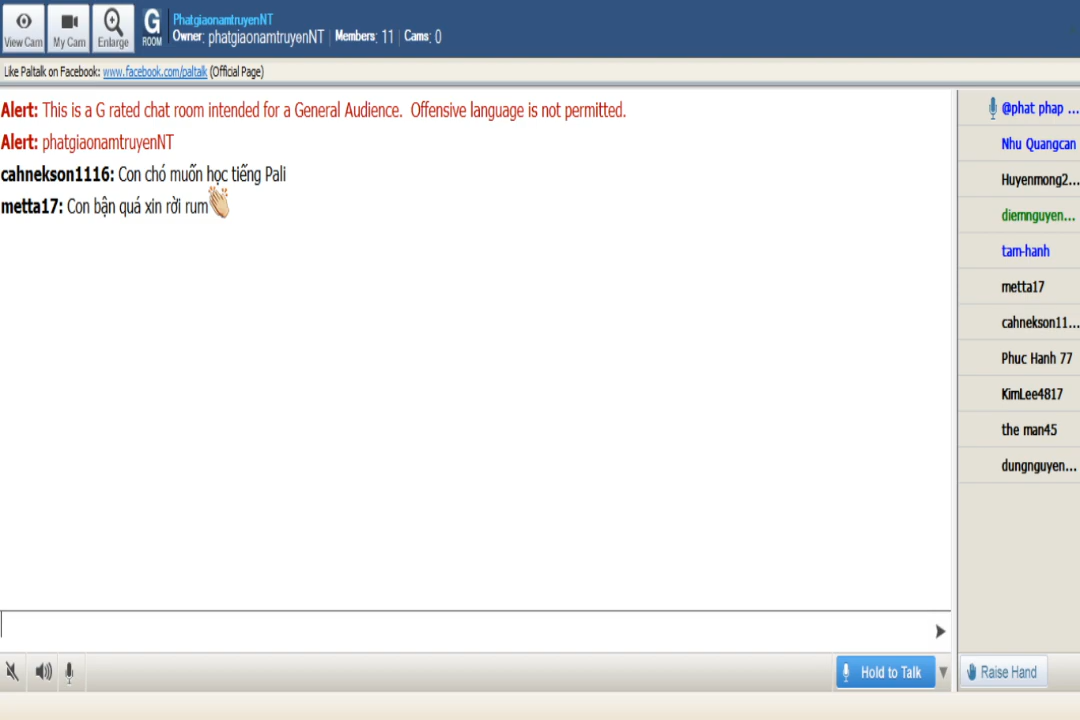 View Cam
My Cam
Enlarge
G
ROOM
PhatgiaonamtruyenNT
Owner: phatgiaonamtruyenNT | Members: 11 | Cams: 0
Like Paltalk on Facebook: www.facebook.com/paltalk (Official Page)
Alert: This is a G rated chat room intended for a General Audience. Offensive language is not permitted.
Alert: phatgiaonamtruyenNT
cahnekson1116: Con chó muốn học tiếng Pali
metta17: Con bận quá xin rời rum
@phat phap ...
Nhu Quangcan
Huyenmong2...
diemnguyen...
tam-hanh
metta17
cahnekson11...
Phuc Hanh 77
KimLee4817
the man45
dungnguyen...
Hold to Talk
Raise Hand